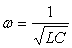 ω = 1/√LC